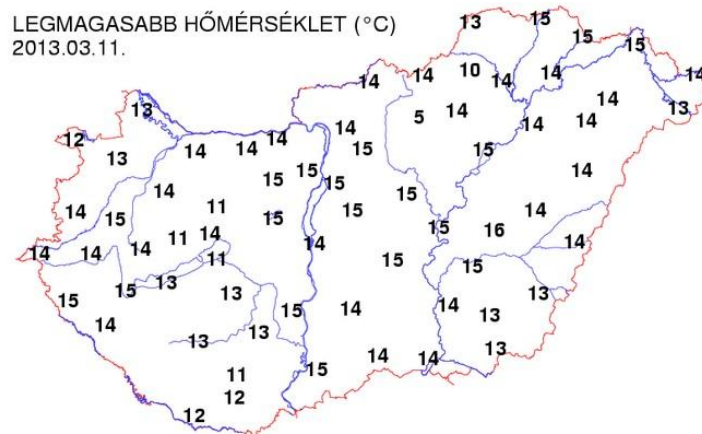 LEGMAGASABB HŐMÉRSÉKLET (°C)
2013.03.11.
13 15
15 15
14 14 10 14 14 14
13 5 14 14 13
12 14 14 14
13 14 14 14 15 15
14 15 15 15 14
14 15 11 15 15 14
14 15 14 15 16
14 14 14 11 14 14
11 15 15
15 15 13 13 13
14 15 14 14 13
13 13 13
11 15 14 14
12
12